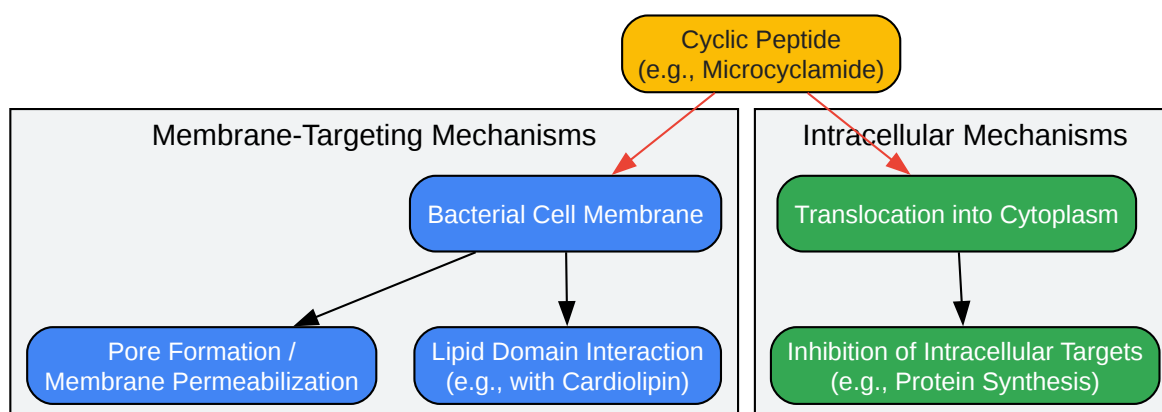 Cyclic Peptide
(e.g., Microcyclamide)
Membrane-Targeting Mechanisms
Intracellular Mechanisms
Bacterial Cell Membrane
Translocation into Cytoplasm
Pore Formation /
Membrane Permeabilization
Lipid Domain Interaction
(e.g., with Cardiolipin)
Inhibition of Intracellular Targets
(e.g., Protein Synthesis)